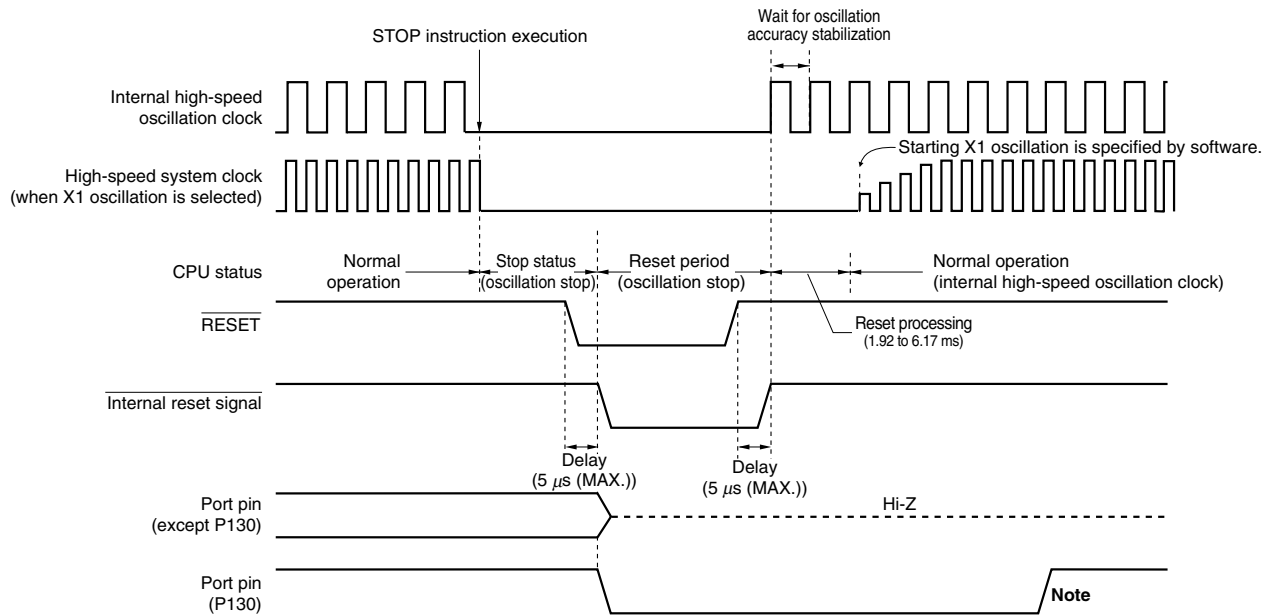 Wait for oscillation
accuracy stabilization
STOP instruction execution
Internal high-speed
oscillation clock
Starting X1 oscillation is specified by software.
High-speed system clock
(when X1 oscillation is selected)
CPU status
Normal
operation
Stop status
(oscillation stop)
Reset period
(oscillation stop)
Normal operation
(internal high-speed oscillation clock)
RESET
Reset processing
(1.92 to 6.17 ms)
Internal reset signal
Delay
(5 μs (MAX.))
Delay
(5 μs (MAX.))
Port pin
(except P130)
Hi-Z
Port pin
(P130)
Note